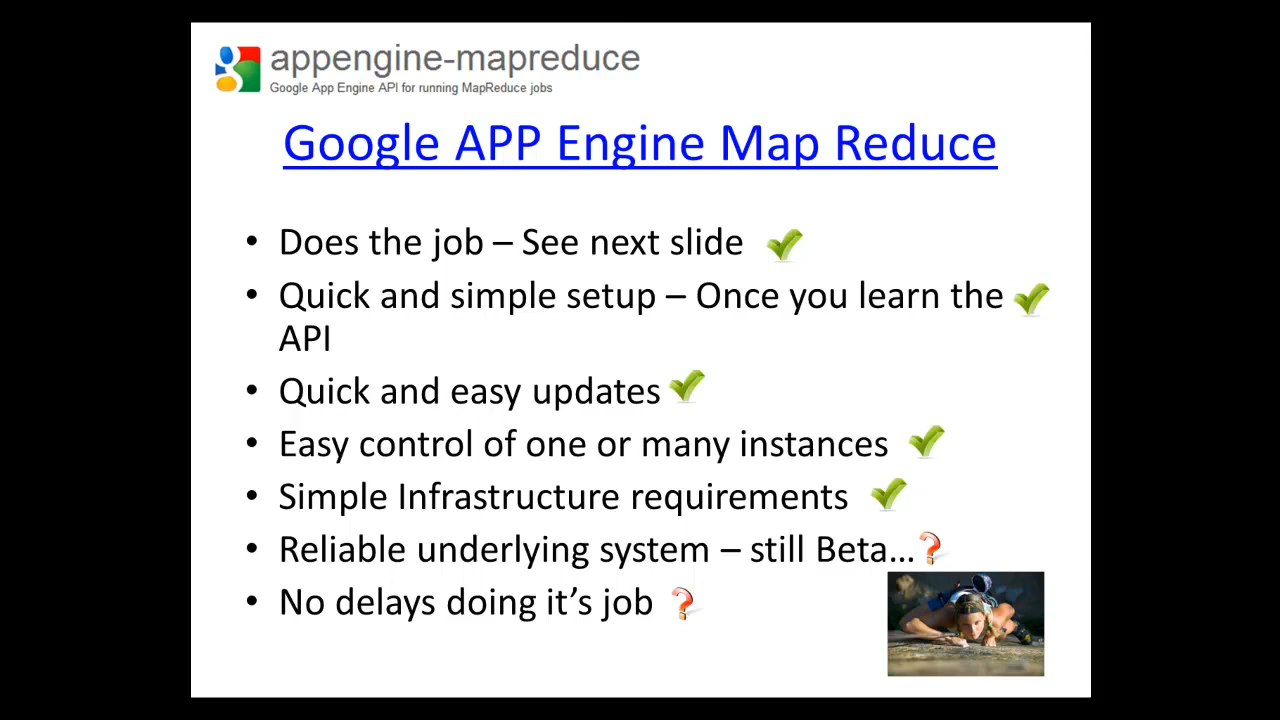 appengine-mapreduce
Google App Engine API for running MapReduce jobs
Google APP Engine Map Reduce
• Does the job – See next slide
• Quick and simple setup – Once you learn the
API
• Quick and easy updates
• Easy control of one or many instances
• Simple Infrastructure requirements
• Reliable underlying system – still Beta...
• No delays doing it’s job